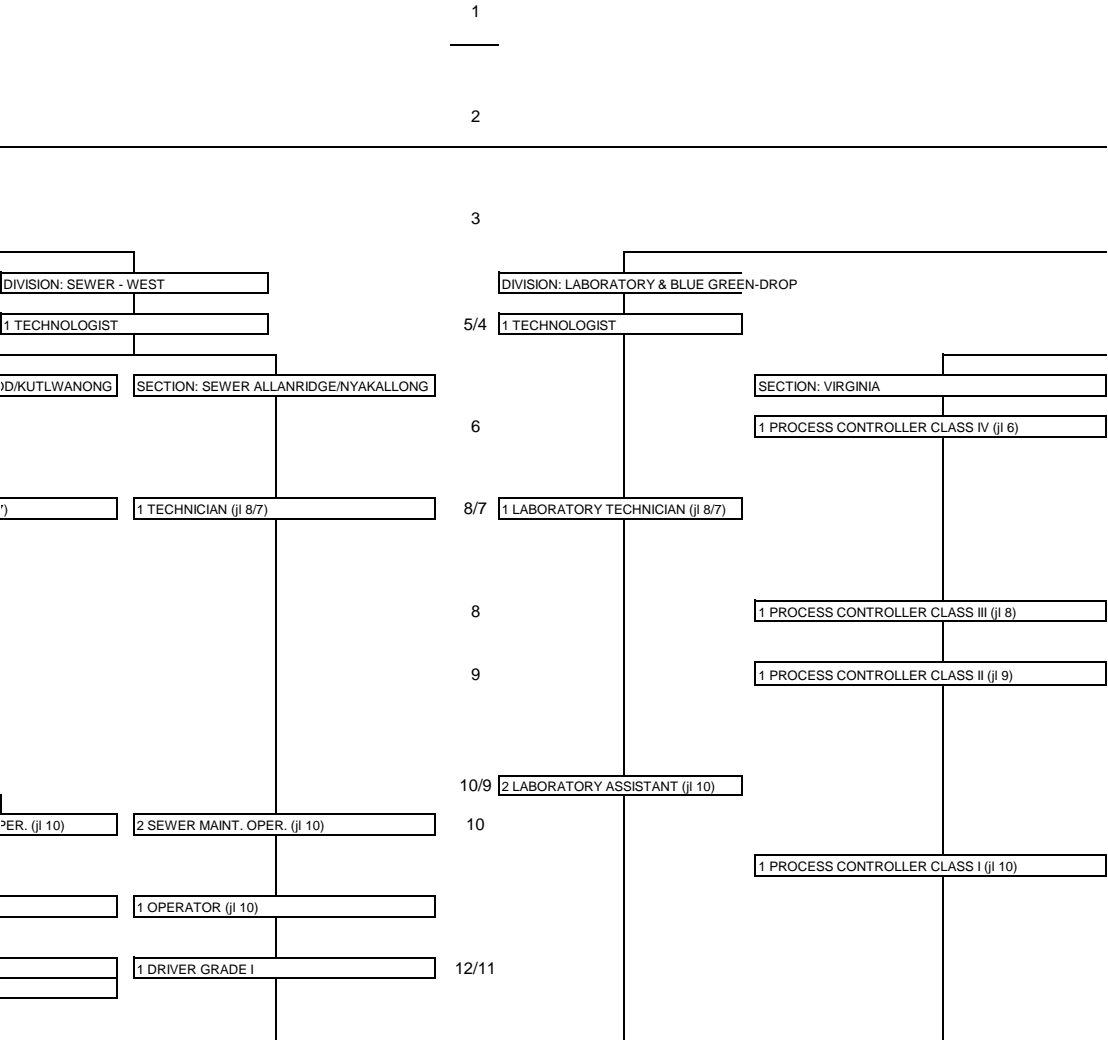 1
2
3
DIVISION: SEWER - WEST
DIVISION: LABORATORY & BLUE GREEN-DROP
1 TECHNOLOGIST
5/4
1 TECHNOLOGIST
D/KUTLWANONG
SECTION: SEWER ALLANRIDGE/NYAKALLONG
SECTION: VIRGINIA
6
1 PROCESS CONTROLLER CLASS IV (jl 6)
)
1 TECHNICIAN (jl 8/7)
8/7
1 LABORATORY TECHNICIAN (jl 8/7)
8
1 PROCESS CONTROLLER CLASS III (jl 8)
9
1 PROCESS CONTROLLER CLASS II (jl 9)
10/9
2 LABORATORY ASSISTANT (jl 10)
PER. (jl 10)
2 SEWER MAINT. OPER. (jl 10)
10
1 PROCESS CONTROLLER CLASS I (jl 10)
1 OPERATOR (jl 10)
1 DRIVER GRADE I
12/11